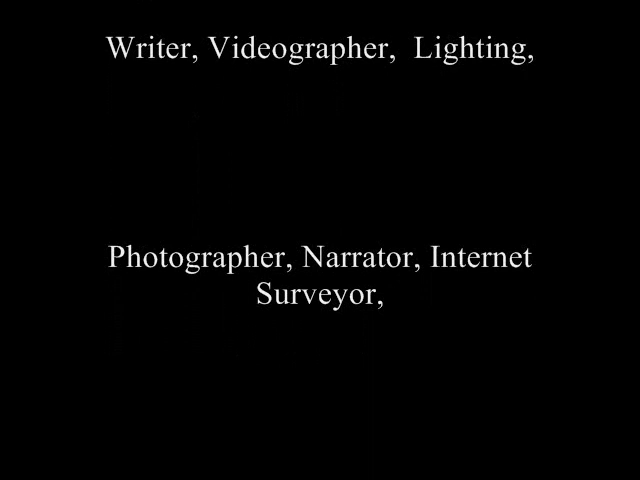 Writer, Videographer,  Lighting,
Photographer, Narrator, Internet
Surveyor,